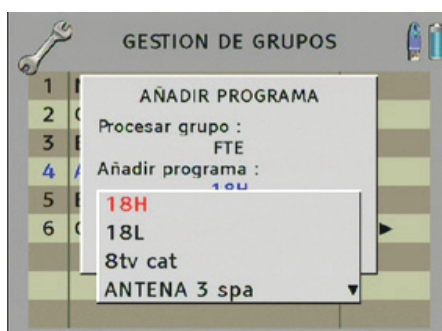 GESTION DE GRUPOS
AÑADIR PROGRAMA
1
2
Procesar grupo :
3
FTE
4
Añadir programa :
18H
5
18H
6
18L
8tv cat
ANTENA 3 spa